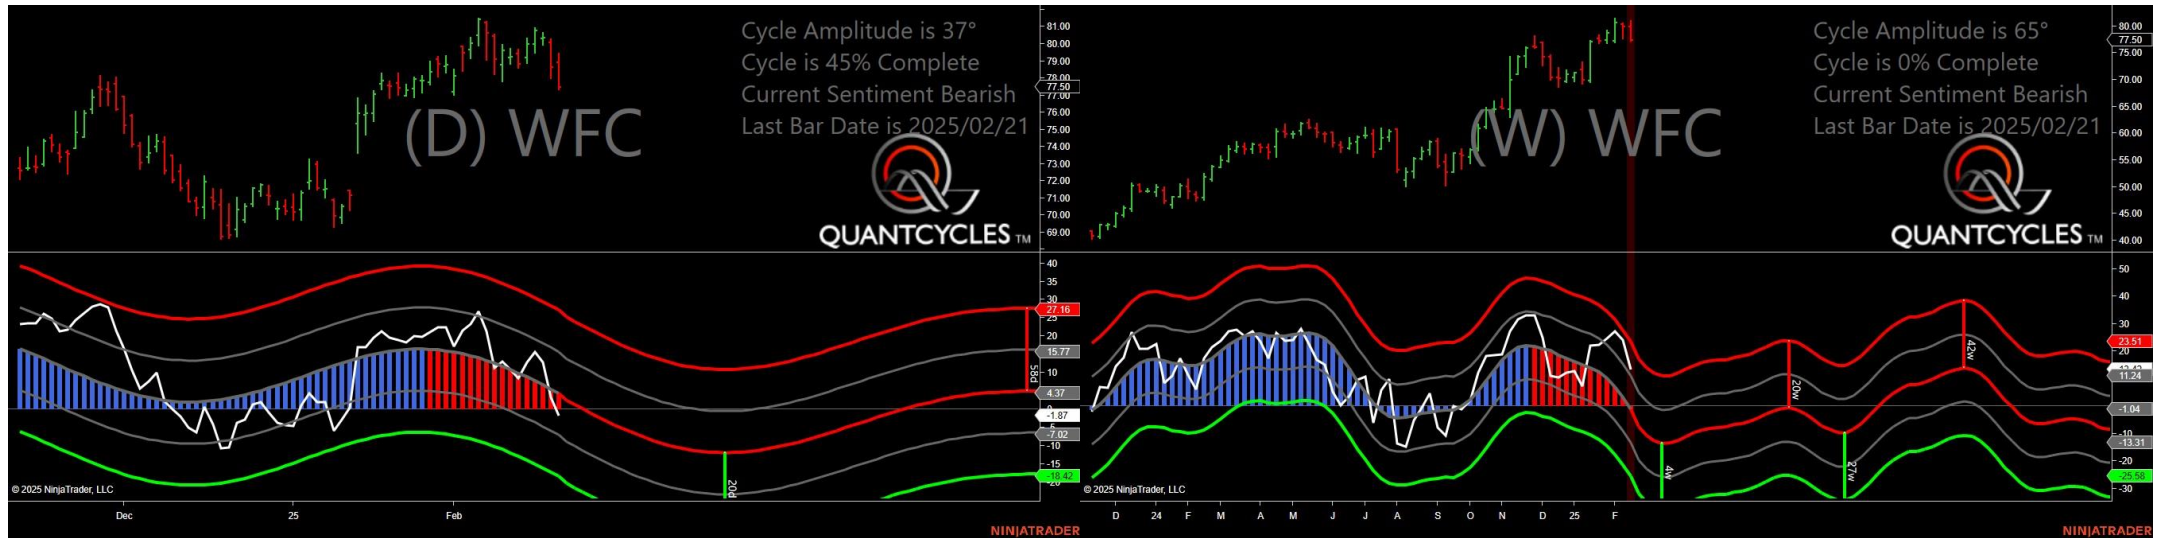 Cycle Amplitude is 37°
Cycle is 45% Complete
Current Sentiment Bearish
Last Bar Date is 2025/02/21
(D) WFC
QUANTCYCLES TM
81.00
80.00
79.00
78.00
77.50
77.00
76.00
75.00
74.00
73.00
72.00
71.00
70.00
69.00
40
35
30
27.16
25
20
15.77
10
4.37
-1.87
-7.02
-10
-15
-18.42
58d
20d
© 2025 NinjaTrader, LLC
Dec 25 Feb
NINJATRADER
Cycle Amplitude is 65°
Cycle is 0% Complete
Current Sentiment Bearish
Last Bar Date is 2025/02/21
(W) WFC
QUANTCYCLES TM
80.00
77.50
75.00
70.00
65.00
60.00
55.00
50.00
45.00
40.00
50
40
30
23.51
20
11.24
-1.04
-10
-13.31
-20
-25.58
-30
4w
20w
27w
42w
© 2025 NinjaTrader, LLC
D 24 F M A M J J A S O N D 25 F
NINJATRADER